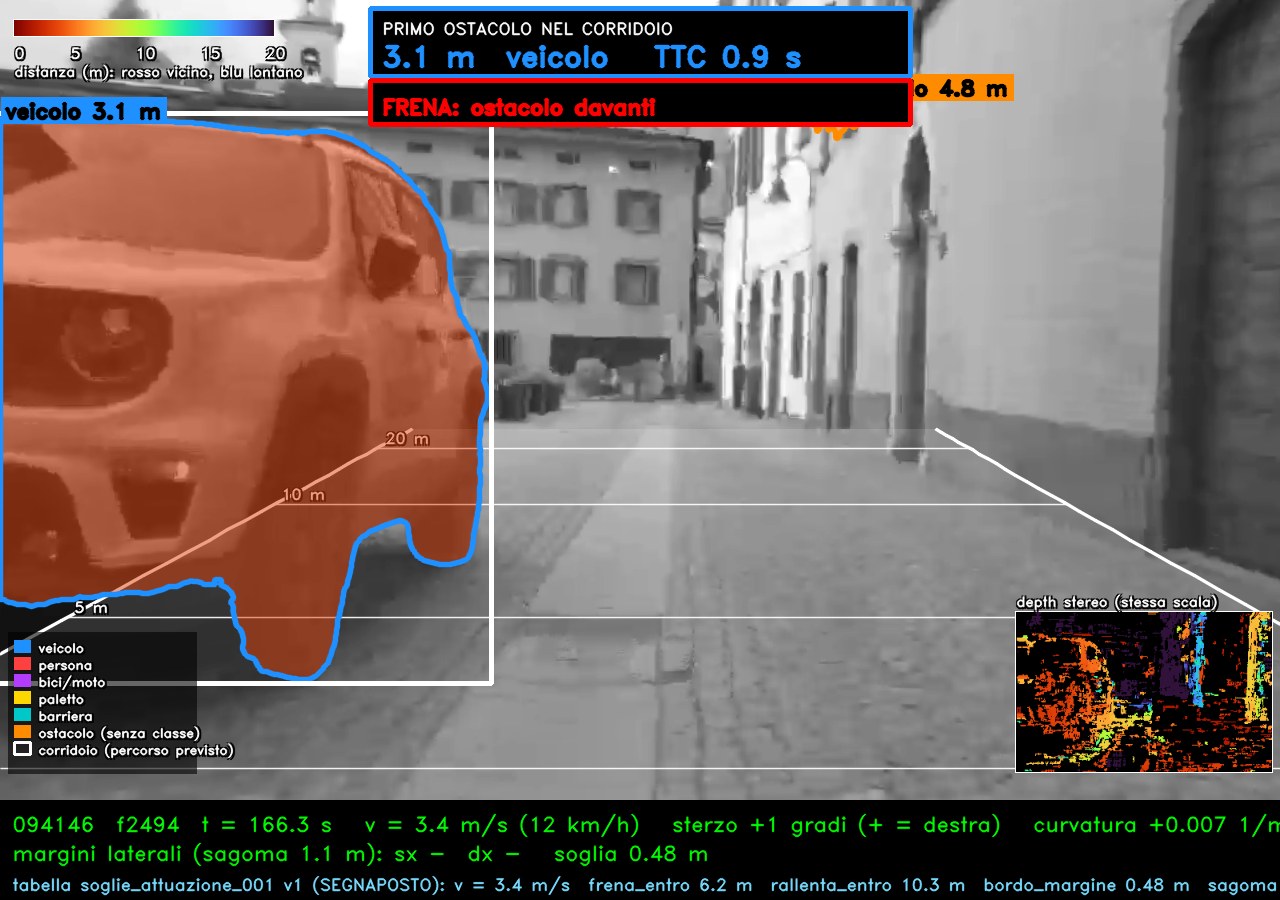 PRIMO OSTACOLO NEL CORRIDOIO
3.1 m veicolo TTC 0.9 s
FRENA: ostacolo davanti
0 5 10 15 20
distanza (m): rosso vicino, blu lontano
o 4.8 m
veicolo 3.1 m
20 m
10 m
5 m
depth stereo (stessa scala)
veicolo
persona
bici/moto
paletto
barriera
ostacolo (senza classe)
corridoio (percorso previsto)
094146 f2494 t = 166.3 s v = 3.4 m/s (12 km/h) sterzo +1 gradi (+ = destra) curvatura +0.007 1/m
margini laterali (sagoma 1.1 m): sx - dx - soglia 0.48 m
tabella soglie_attuazione_001 v1 (SEGNAPOSTO): v = 3.4 m/s frena_entro 6.2 m rallenta_entro 10.3 m bordo_margine 0.48 m sagoma